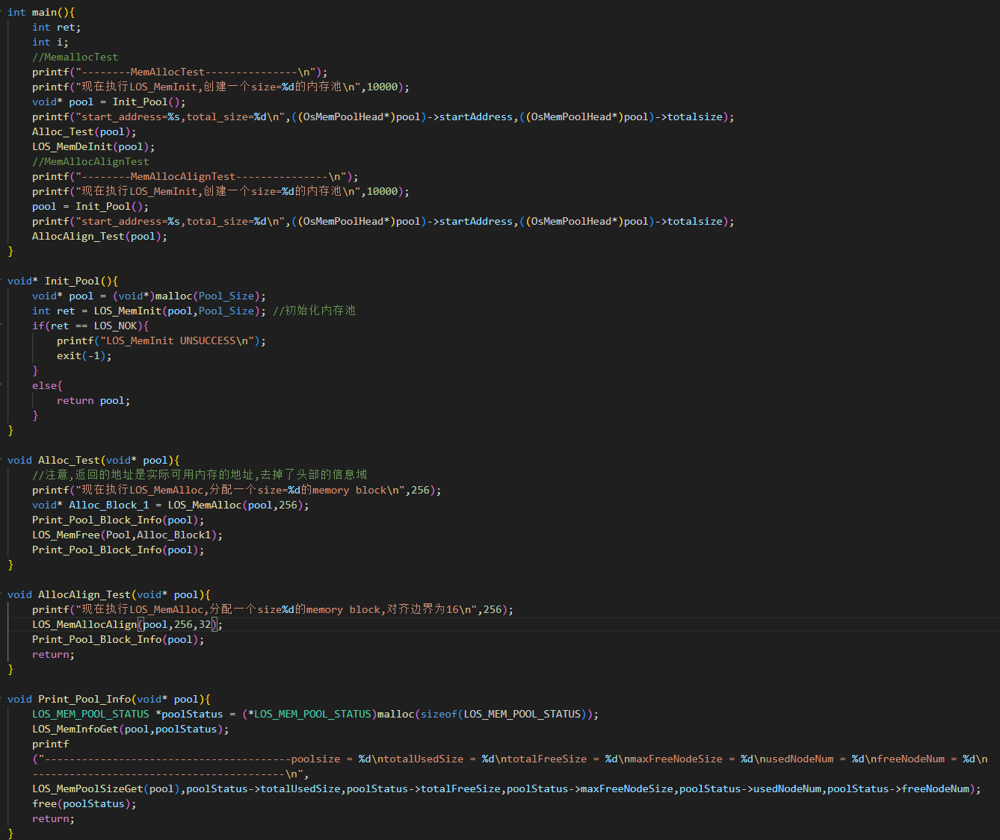 int main(){
    int ret;
    int i;
    //MemallocTest
    printf("--------MemAllocTest---------------\n");
    printf("现在执行LOS_MemInit,创建一个size=%d的内存池\n",10000);
    void* pool = Init_Pool();
    printf("start_address=%s,total_size=%d\n",((OsMemPoolHead*)pool)->startAddress,((OsMemPoolHead*)pool)->totalsize);
    Alloc_Test(pool);
    LOS_MemDeInit(pool);
    //MemAllocAlignTest
    printf("--------MemAllocAlignTest---------------\n");
    printf("现在执行LOS_MemInit,创建一个size=%d的内存池\n",10000);
    pool = Init_Pool();
    printf("start_address=%s,total_size=%d\n",((OsMemPoolHead*)pool)->startAddress,((OsMemPoolHead*)pool)->totalsize);
    AllocAlign_Test(pool);
}
void* Init_Pool(){
    void* pool = (void*)malloc(Pool_Size);
    int ret = LOS_MemInit(pool,Pool_Size); //初始化内存池
    if(ret == LOS_NOK){
        printf("LOS_MemInit UNSUCCESS\n");
        exit(-1);
    }
    else{
        return pool;
    }
}
void Alloc_Test(void* pool){
    //注意,返回的地址是实际可用内存的地址,去掉了头部的信息域
    printf("现在执行LOS_MemAlloc,分配一个size=%d的memory block\n",256);
    void* Alloc_Block_1 = LOS_MemAlloc(pool,256);
    Print_Pool_Block_Info(pool);
    LOS_MemFree(Pool,Alloc_Block1);
    Print_Pool_Block_Info(pool);
}
void AllocAlign_Test(void* pool){
    printf("现在执行LOS_MemAlloc,分配一个size%d的memory block,对齐边界为16\n",256);
    LOS_MemAllocAlign(pool,256,32);
    Print_Pool_Block_Info(pool);
    return;
}
void Print_Pool_Info(void* pool){
    LOS_MEM_POOL_STATUS *poolStatus = (*LOS_MEM_POOL_STATUS)malloc(sizeof(LOS_MEM_POOL_STATUS));
    LOS_MemInfoGet(pool,poolStatus);
    printf
    ("----------------------------------------poolsize = %d\ntotalUsedSize = %d\ntotalFreeSize = %d\nmaxFreeNodeSize = %d\nusedNodeNum = %d\nfreeNodeNum = %d\n
    -----------------------------------------\n",
    LOS_MemPoolSizeGet(pool),poolStatus->totalUsedSize,poolStatus->totalFreeSize,poolStatus->maxFreeNodeSize,poolStatus->usedNodeNum,poolStatus->freeNodeNum);
    free(poolStatus);
    return;
}